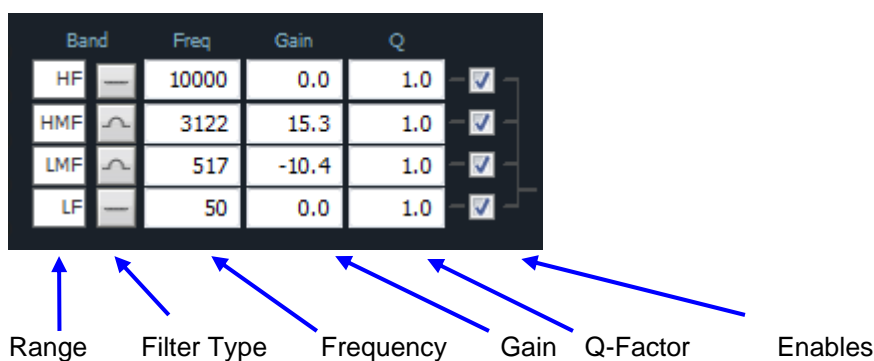 Band Freq Gain Q
HF 10000 0.0 1.0
HMF 3122 15.3 1.0
LMF 517 -10.4 1.0
LF 50 0.0 1.0
Range Filter Type Frequency Gain Q-Factor Enables